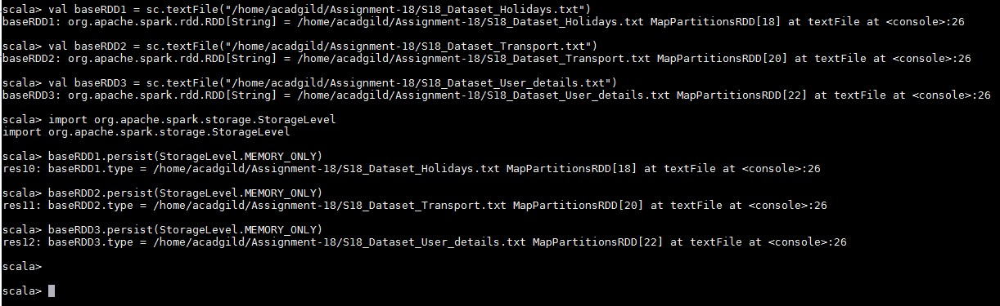 scala> val baseRDD1 = sc.textFile("/home/acadgild/Assignment-18/S18_Dataset_Holidays.txt")
baseRDD1: org.apache.spark.rdd.RDD[String] = /home/acadgild/Assignment-18/S18_Dataset_Holidays.txt MapPartitionsRDD[18] at textFile at <console>:26
scala> val baseRDD2 = sc.textFile("/home/acadgild/Assignment-18/S18_Dataset_Transport.txt")
baseRDD2: org.apache.spark.rdd.RDD[String] = /home/acadgild/Assignment-18/S18_Dataset_Transport.txt MapPartitionsRDD[20] at textFile at <console>:26
scala> val baseRDD3 = sc.textFile("/home/acadgild/Assignment-18/S18_Dataset_User_details.txt")
baseRDD3: org.apache.spark.rdd.RDD[String] = /home/acadgild/Assignment-18/S18_Dataset_User_details.txt MapPartitionsRDD[22] at textFile at <console>:26
scala> import org.apache.spark.storage.StorageLevel
import org.apache.spark.storage.StorageLevel
scala> baseRDD1.persist(StorageLevel.MEMORY_ONLY)
res10: baseRDD1.type = /home/acadgild/Assignment-18/S18_Dataset_Holidays.txt MapPartitionsRDD[18] at textFile at <console>:26
scala> baseRDD2.persist(StorageLevel.MEMORY_ONLY)
res11: baseRDD2.type = /home/acadgild/Assignment-18/S18_Dataset_Transport.txt MapPartitionsRDD[20] at textFile at <console>:26
scala> baseRDD3.persist(StorageLevel.MEMORY_ONLY)
res12: baseRDD3.type = /home/acadgild/Assignment-18/S18_Dataset_User_details.txt MapPartitionsRDD[22] at textFile at <console>:26
scala>
scala>